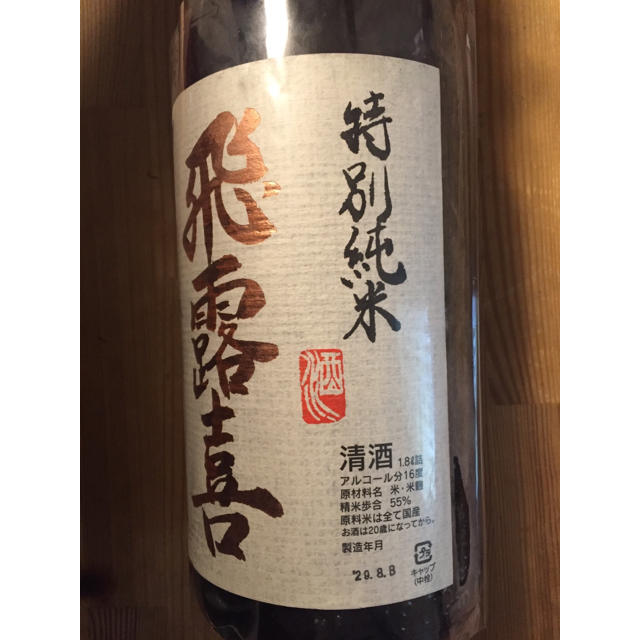 特別純米
飛露喜
酒
清酒 1.8ℓ詰
アルコール分16度
原材料名 米・米麹
精米歩合 55%
原料米は全て国産
お酒は20歳になってから。
製造年月
'29.8.8
プラ
キャップ
(中栓)